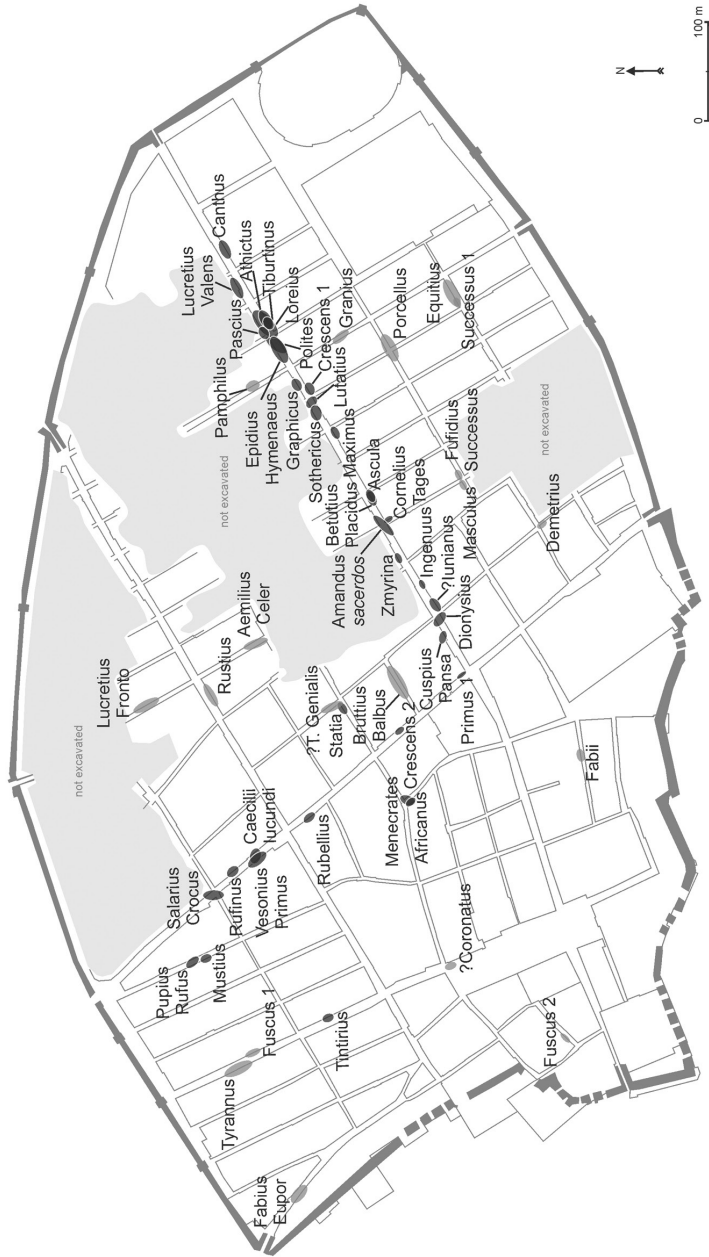 N
0
100 m
Canthus
Lucretius
Valens
Athictus
Tiburtinus
Pascius
Loreius
Polites
Crescens 1
Granius
Pamphilus
Lutatius
Porcellus
Equitius
Successus 1
Epidius
Hymenaeus
Graphicus
Sothericus
Maximus
not excavated
not excavated
Betutius
Placidus
Ascula
Cornelius
Tages
Fufidius
Successus
Amandus
sacerdos
Zmyrina
Ingenuus
?Iunianus
Masculus
Demetrius
Aemilius
Celer
Dionysius
Lucretius
Fronto
Rustius
?T. Genialis
Statia
Bruttius
Balbus
Cuspius
Pansa
Primus 1
not excavated
Crescens 2
Menecrates
Africanus
Fabii
Caecilii
Iucundi
Rubellius
Salarius
Crocus
Rufinus
Vesonius
Primus
?Coronatus
Pupius
Rufus
Mustius
Fuscus 1
Tintirius
Fuscus 2
Tyrannus
Fabius
Eupor